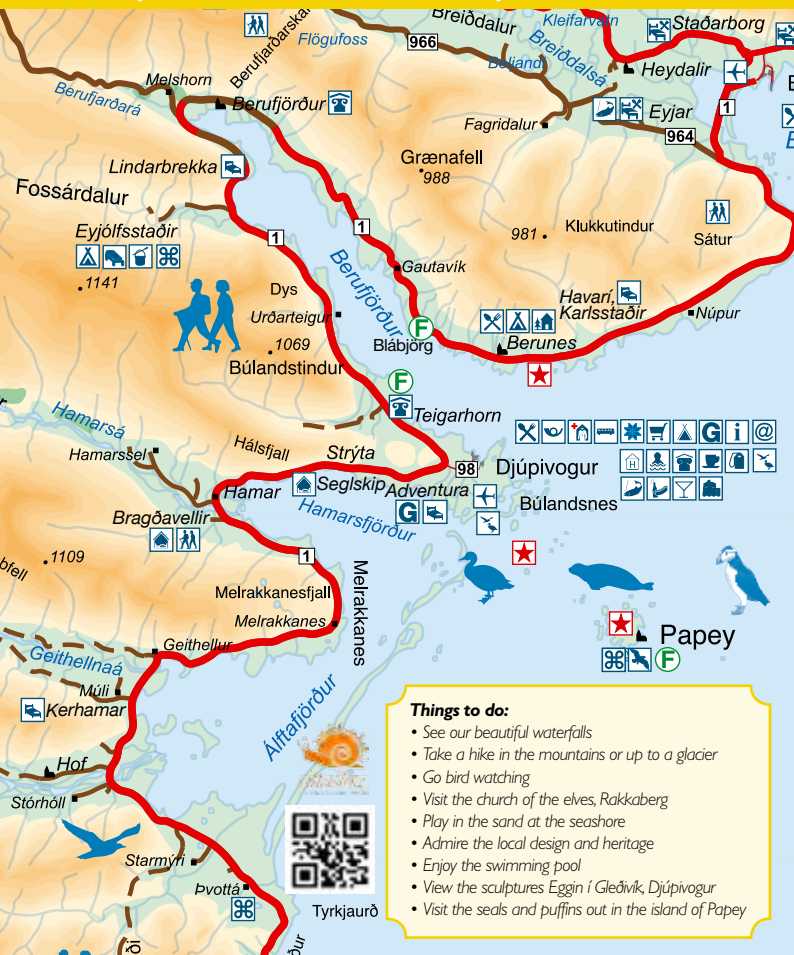 Breiðdalur
Kleifarvatn
Staðarborg
Berufjarðarskarð
Flögufoss
966
Breiðdalsá
Beljandi
Heydalir
Melshorn
Berufjarðará
Berufjörður
1
Eyjar
Fagridalur
964
Lindarbrekka
Grænafell
988
Fossárdalur
Eyjólfsstaðir
1
1
981
Klukkutindur
Sátur
Berufjörður
Gautavík
1141
Dys
Havarí,
Karlsstaðir
Núpur
Urðarteigur
F
Blábjörg
Berunes
1069
Búlandstindur
F
Teigarhorn
Hamarsá
Hálsfjall
Strýta
Hamarssel
G i @
98
Djúpivogur
H
Hamar
Seglskip
Adventura
Búlandsnes
G
Hamarsfjörður
Bragðavellir
1109
1
Melrakkanesfjall
Melrakkanes
Melrakkanes
Papey
F
Geithellur
Geithellnaá
Múli
Kerhamar
Álftafjörður
Hof
Stórhóll
Starmýri
Þvottá
Tyrkjaurð
Things to do:
• See our beautiful waterfalls
• Take a hike in the mountains or up to a glacier
• Go bird watching
• Visit the church of the elves, Rakkaberg
• Play in the sand at the seashore
• Admire the local design and heritage
• Enjoy the swimming pool
• View the sculptures Eggin í Gleðivík, Djúpivogur
• Visit the seals and puffins out in the island of Papey